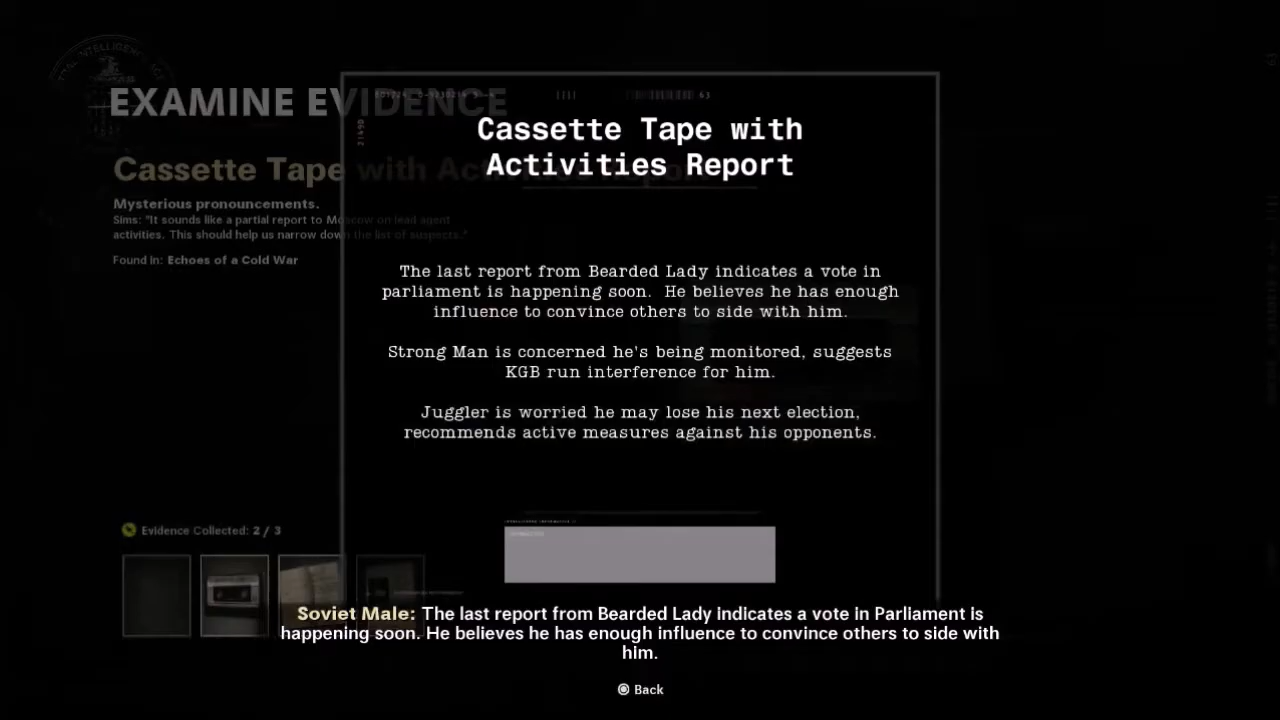 EXAMINE EVIDENCE
63
Cassette Tape with
Activities Report
Cassette Tape with
Mysterious pronouncements.
Sims: "It sounds like a partial report to Moscow on lead agent
activities. This should help us narrow down the list of suspects."
Found in: Echoes of a Cold War
The last report from Bearded Lady indicates a vote in
parliament is happening soon. He believes he has enough
influence to convince others to side with him.
Strong Man is concerned he's being monitored, suggests
KGB run interference for him.
Juggler is worried he may lose his next election,
recommends active measures against his opponents.
Evidence Collected: 2 / 3
Soviet Male: The last report from Bearded Lady indicates a vote in Parliament is
happening soon. He believes he has enough influence to convince others to side with
him.
Back